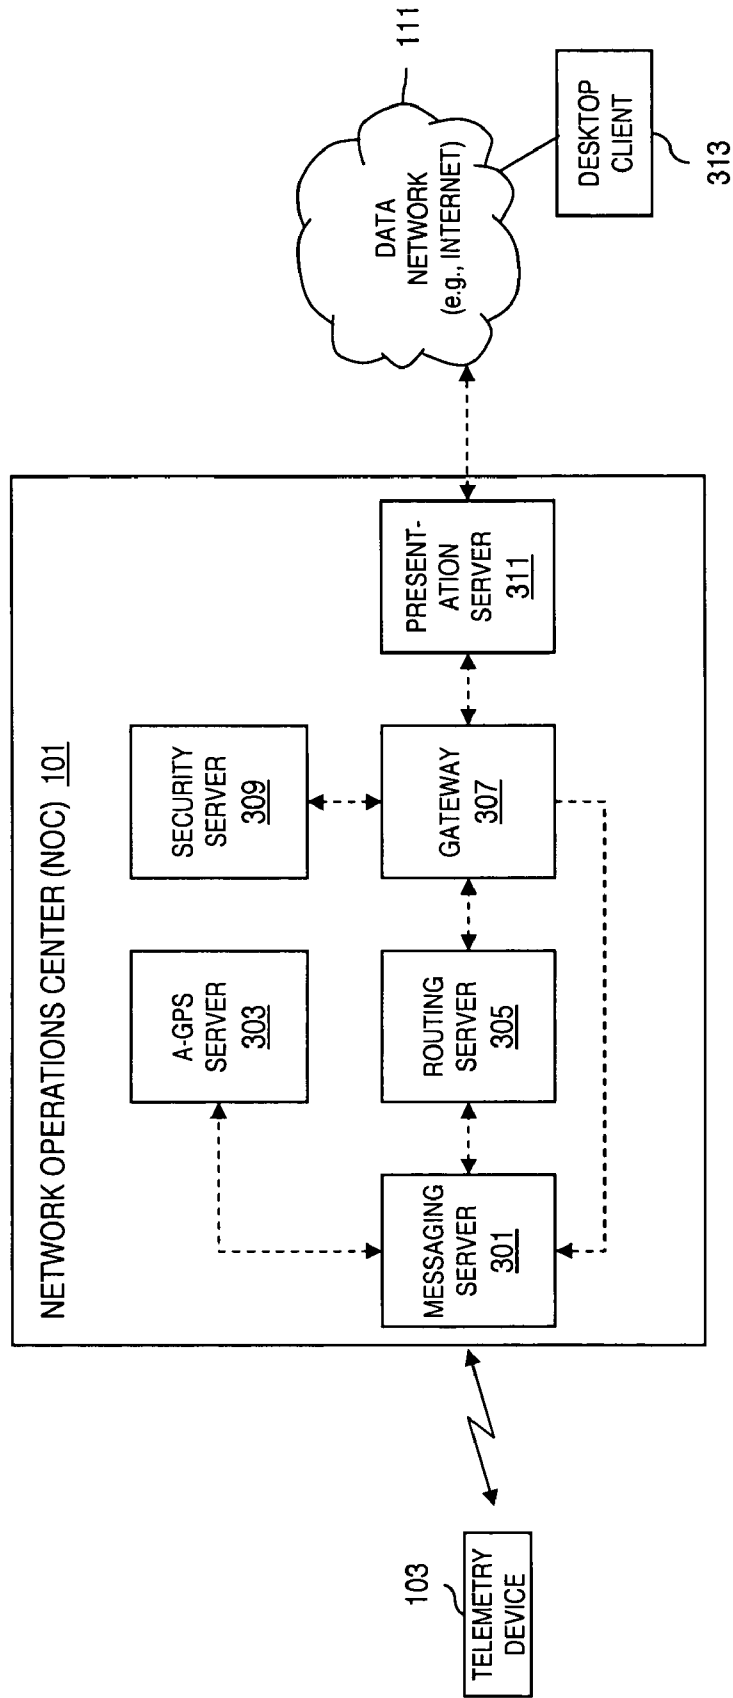 NETWORK OPERATIONS CENTER (NOC) 101
A-GPS
SERVER
303
SECURITY
SERVER
309
103
TELEMETRY
DEVICE
MESSAGING
SERVER
301
ROUTING
SERVER
305
GATEWAY
307
PRESENT-
ATION
SERVER
311
DATA
NETWORK
(e.g., INTERNET)
111
DESKTOP
CLIENT
313